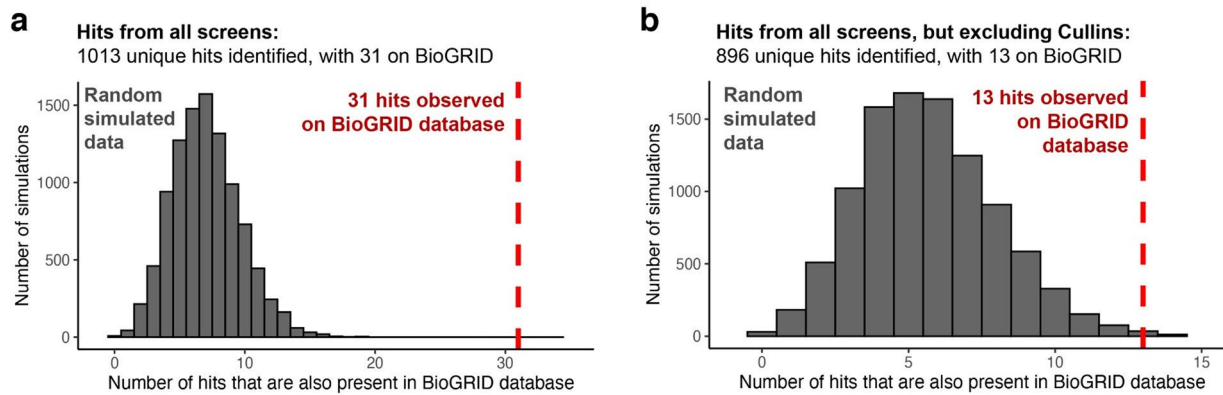 a
Hits from all screens:
1013 unique hits identified, with 31 on BioGRID
Random
simulated
data
31 hits observed
on BioGRID database
Number of simulations
1500
1000
500
0
0
10
20
30
Number of hits that are also present in BioGRID database
b
Hits from all screens, but excluding Cullins:
896 unique hits identified, with 13 on BioGRID
Random
simulated
data
13 hits observed
on BioGRID
database
Number of simulations
1500
1000
500
0
0
5
10
15
Number of hits that are also present in BioGRID database